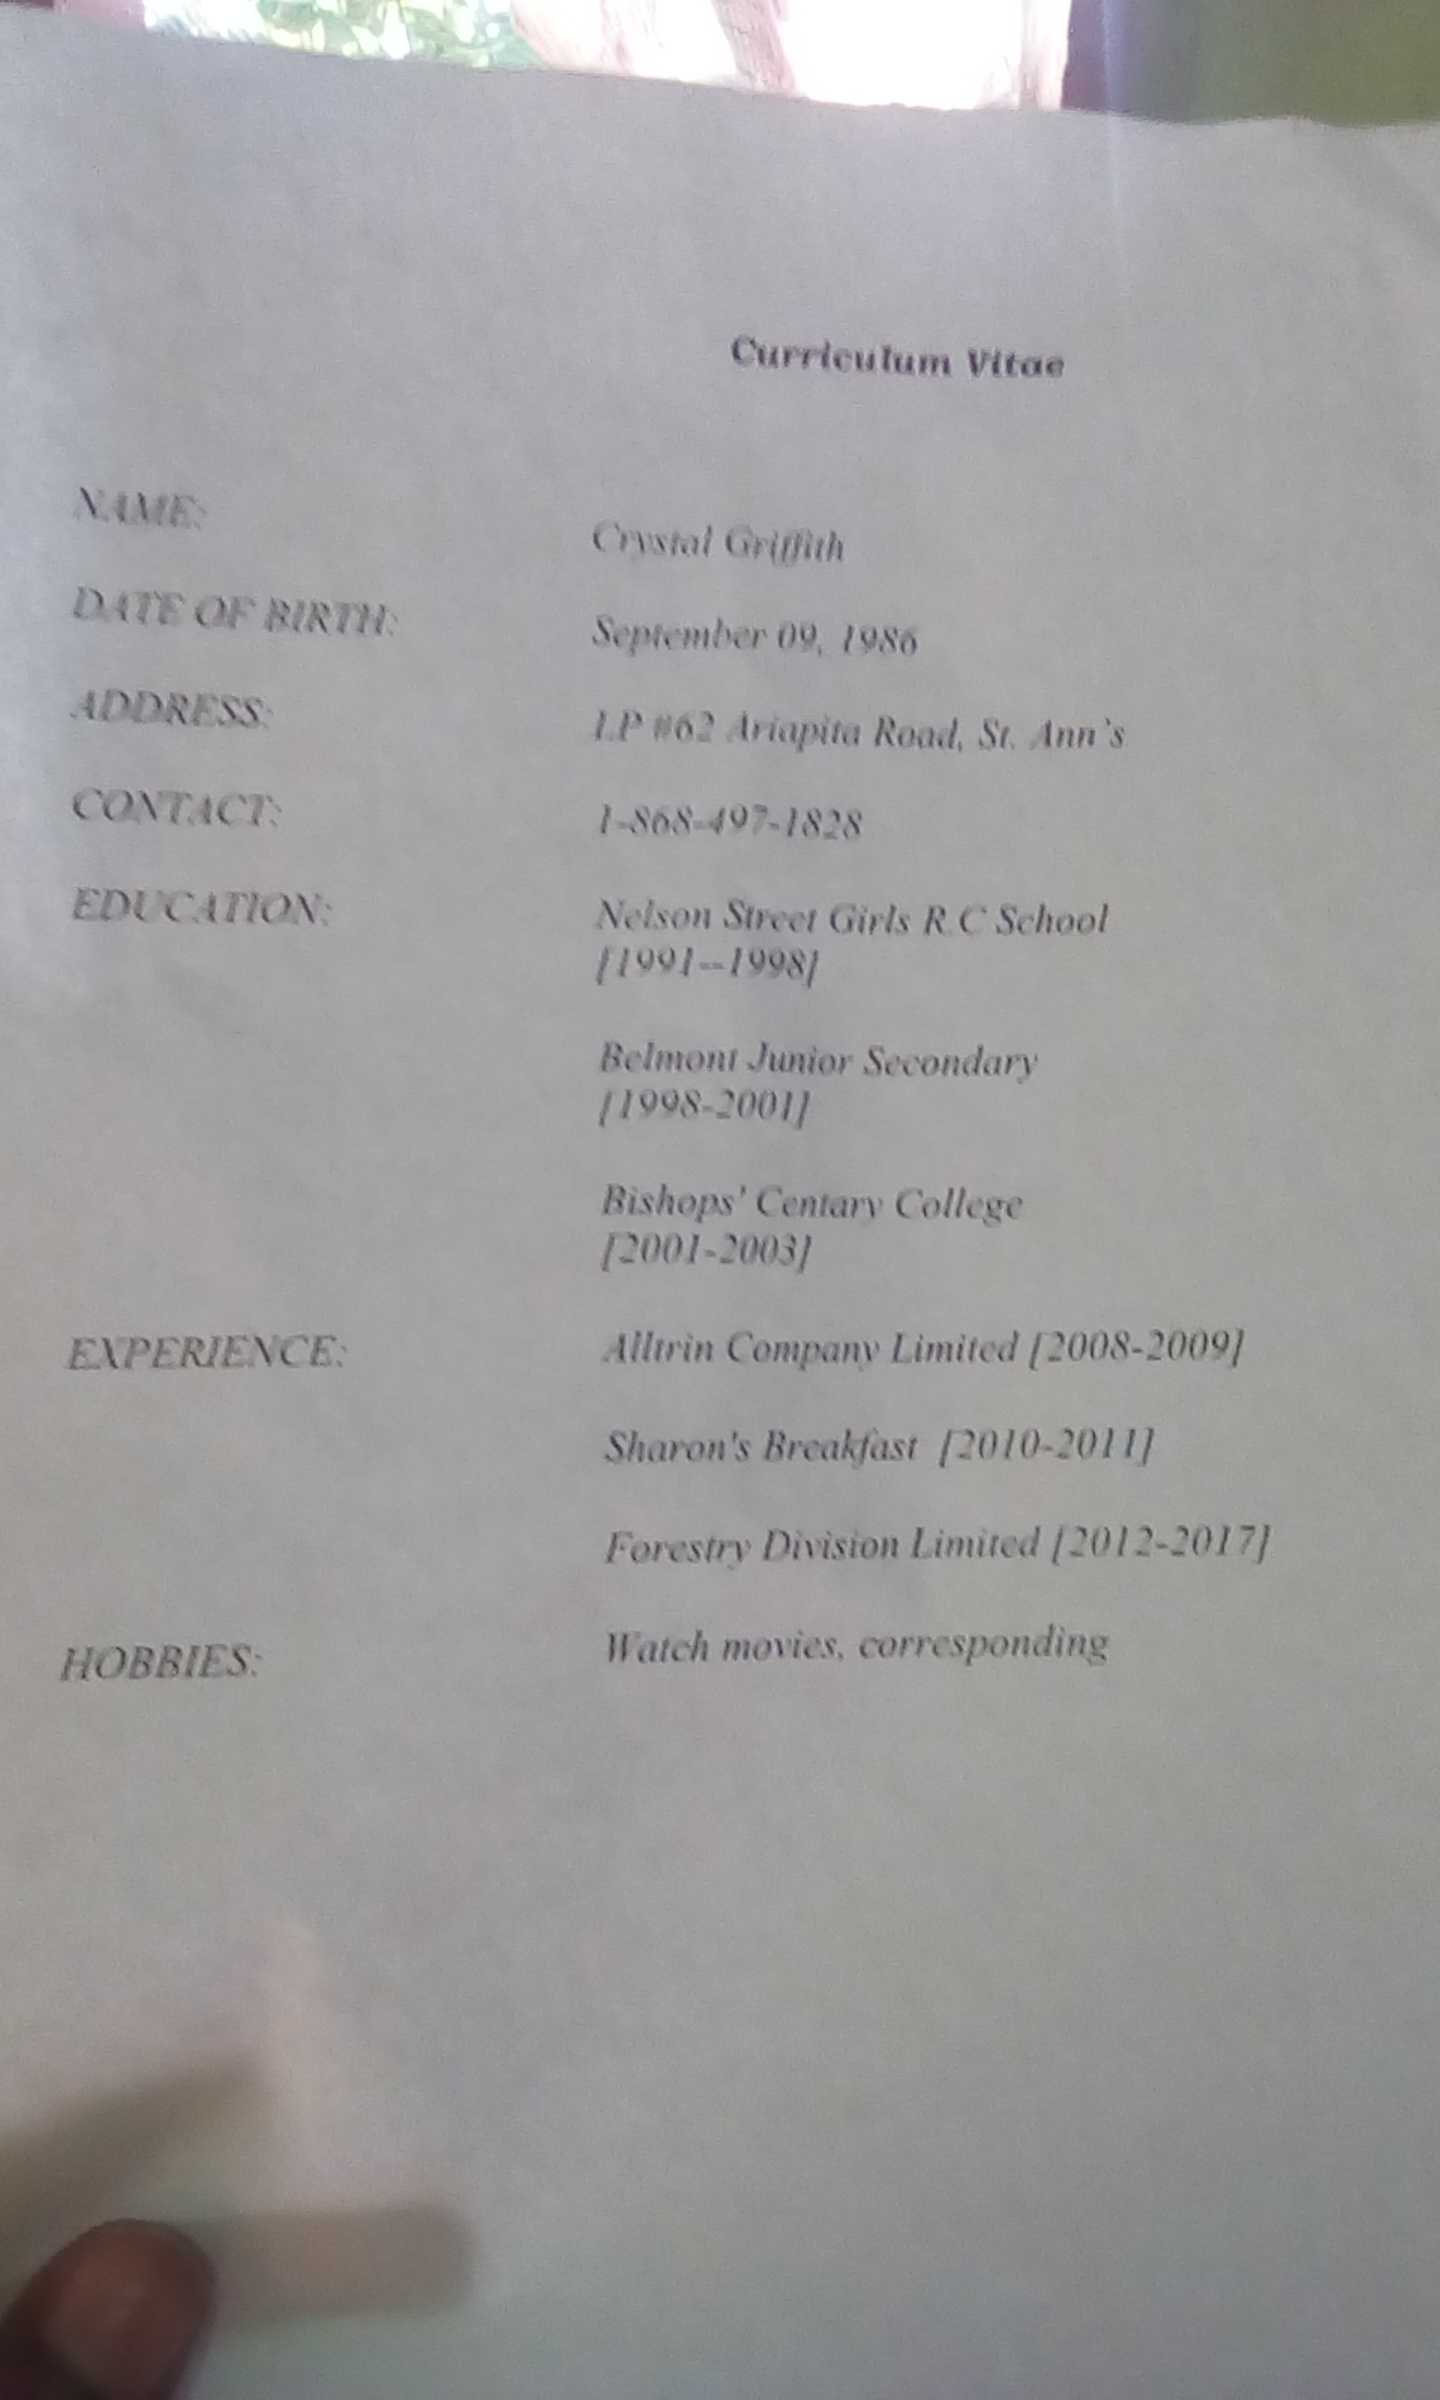 Curriculum Vitae
NAME: Crystal Griffith
DATE OF BIRTH: September 09, 1986
ADDRESS: LP #62 Ariapita Road, St. Ann's
CONTACT: 1-868-497-1828
EDUCATION: Nelson Street Girls R.C School
[1991--1998]
Belmont Junior Secondary
[1998-2001]
Bishops' Centary College
[2001-2003]
EXPERIENCE: Alltrin Company Limited [2008-2009]
Sharon's Breakfast [2010-2011]
Forestry Division Limited [2012-2017]
HOBBIES: Watch movies, corresponding